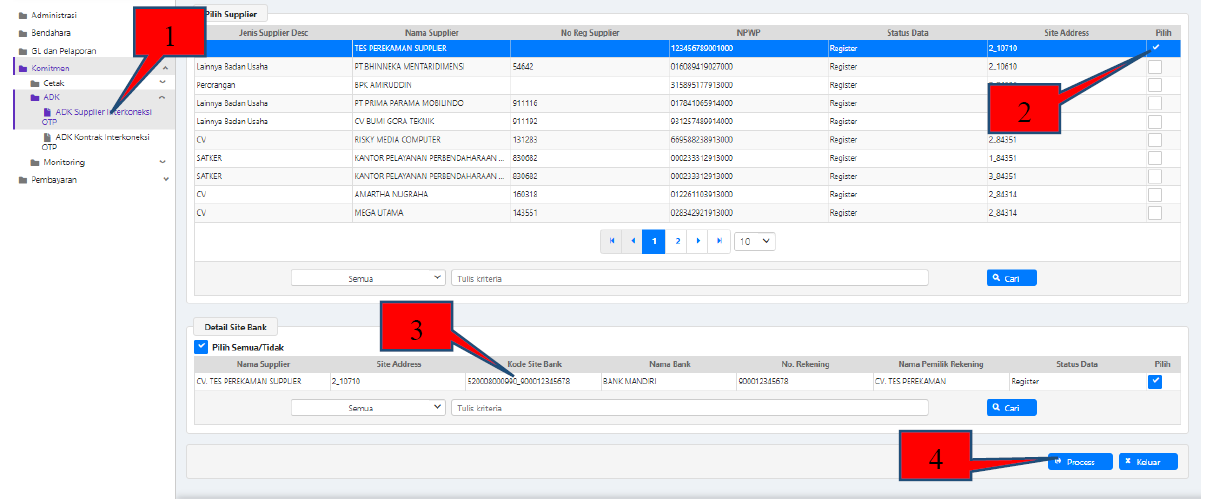 Administrasi
Bendahara
GL dan Pelaporan
Komitmen
Cetak
ADK
ADK Supplier Interkoneksi
OTP
ADK Kontrak Interkoneksi
OTP
Monitoring
Pembayaran
1
Pilih Supplier
Jenis Supplier Desc Nama Supplier No Reg Supplier NPWP Status Data Site Address Pilih
TES PEREKAMAN SUPPLIER 123456789001000 Register 2_10710
Lainnya Badan Usaha PT BHINNEKA MENTARIDIMENSI 54642 016089419027000 Register 2_10610
Perorangan BPK AMIRUDDIN 315895177913000 Register
Lainnya Badan Usaha PT PRIMA PARAMA MOBILINDO 911116 017841065914000 Register
Lainnya Badan Usaha CV BUMI GORA TEKNIK 911192 931257489914000 Register
CV RISKY MEDIA COMPUTER 131283 669588238913000 Register 2_84351
SATKER KANTOR PELAYANAN PERBENDAHARAAN ... 830682 000233312913000 Register 1_84351
SATKER KANTOR PELAYANAN PERBENDAHARAAN ... 830682 000233312913000 Register 3_84351
CV AMARTHA NUGRAHA 160318 012261103913000 Register 2_84314
CV MEGA UTAMA 143551 028342921913000 Register 2_84314
2
1 2 10
Semua Tulis kriteria Cari
3
Detail Site Bank
Pilih Semua/Tidak
Nama Supplier Site Address Kode Site Bank Nama Bank No. Rekening Nama Pemilik Rekening Status Data Pilih
CV. TES PEREKAMAN SUPPLIER 2_10710 520008000990_900012345678 BANK MANDIRI 900012345678 CV. TES PEREKAMAN Register
Semua Tulis kriteria Cari
4
Process Keluar